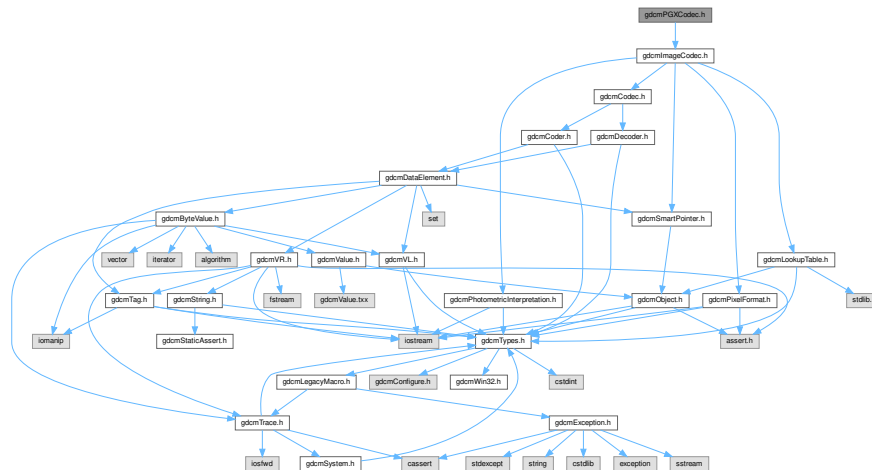 gdcmPGXCodec.h
gdcmImageCodec.h
gdcmCodec.h
gdcmCoder.h
gdcmDecoder.h
gdcmDataElement.h
gdcmByteValue.h
set
gdcmSmartPointer.h
vector
iterator
algorithm
gdcmVR.h
gdcmValue.h
gdcmVL.h
gdcmLookupTable.h
gdcmTag.h
gdcmString.h
fstream
gdcmValue.txx
gdcmPhotometricInterpretation.h
gdcmObject.h
gdcmPixelFormat.h
stdlib.
iomanip
gdcmStaticAssert.h
iostream
gdcmTypes.h
assert.h
gdcmLegacyMacro.h
gdcmConfigure.h
gdcmWin32.h
cstdint
gdcmTrace.h
gdcmException.h
iosfwd
gdcmSystem.h
cassert
stdexcept
string
cstdlib
exception
sstream